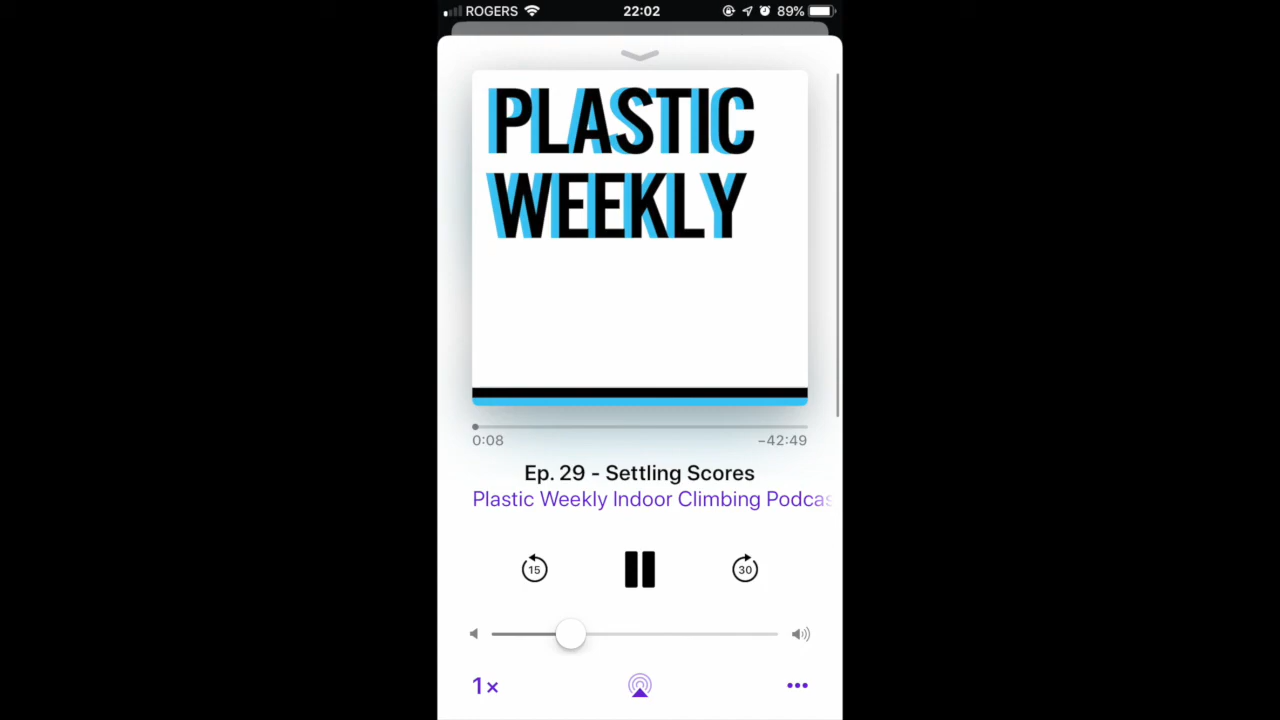 ROGERS 22:02 89%
PLASTIC
WEEKLY
0:08 −42:49
Ep. 29 - Settling Scores
Plastic Weekly Indoor Climbing Podcas
15 30
1×